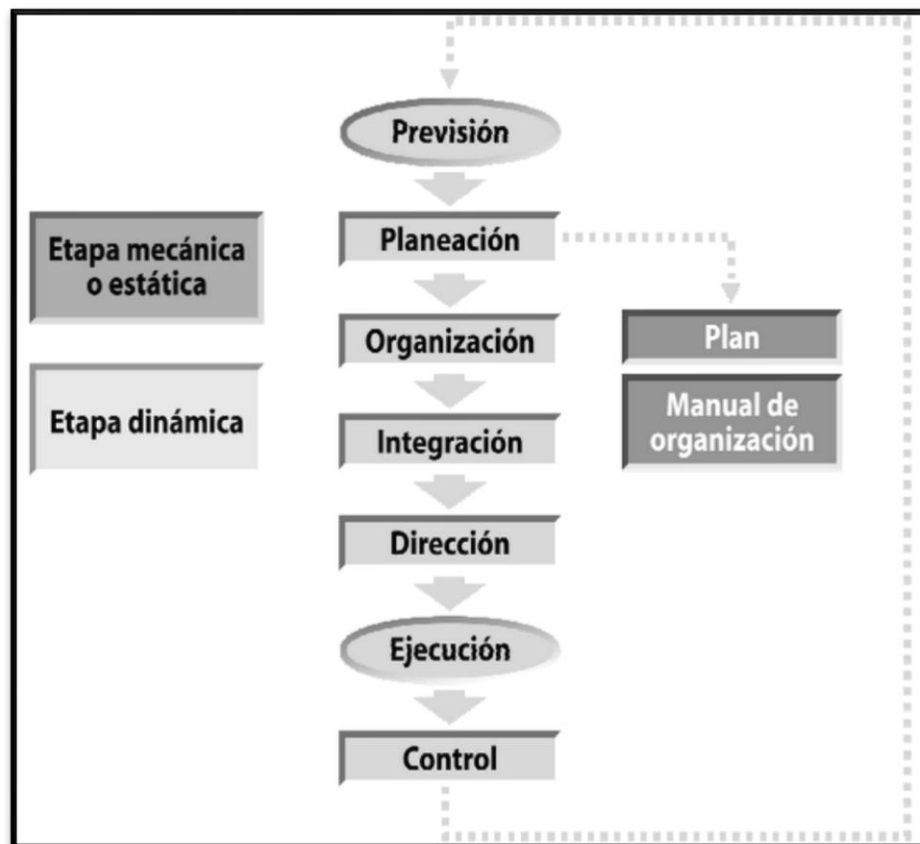 Previsión
Planeación
Etapa mecánica
o estática
Organización
Plan
Etapa dinámica
Integración
Manual de
organización
Dirección
Ejecución
Control